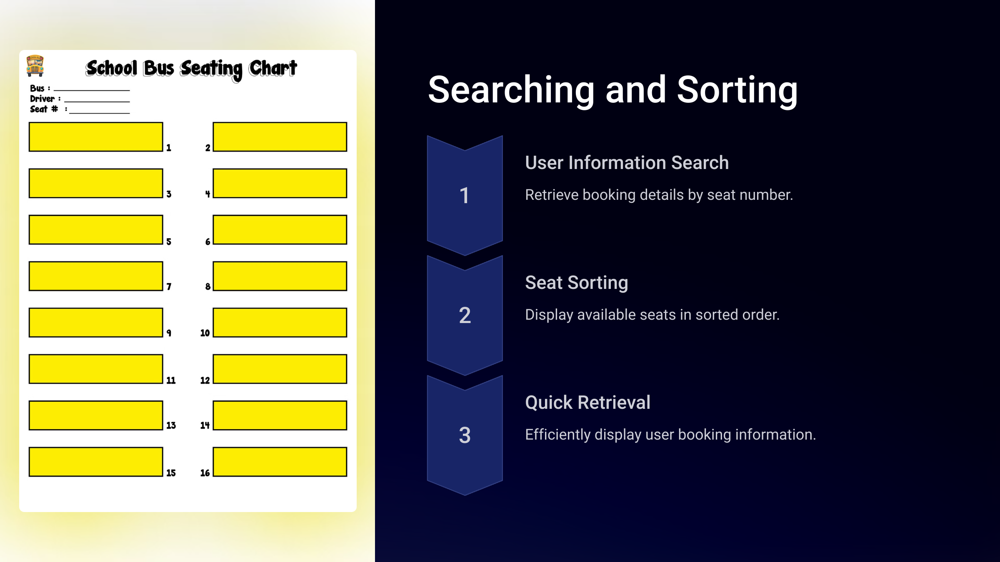 SCHOOL BUS
School Bus Seating Chart
Bus :
Driver :
Seat # :
1 2
3 4
5 6
7 8
9 10
11 12
13 14
15 16
Searching and Sorting
1
User Information Search
Retrieve booking details by seat number.
2
Seat Sorting
Display available seats in sorted order.
3
Quick Retrieval
Efficiently display user booking information.